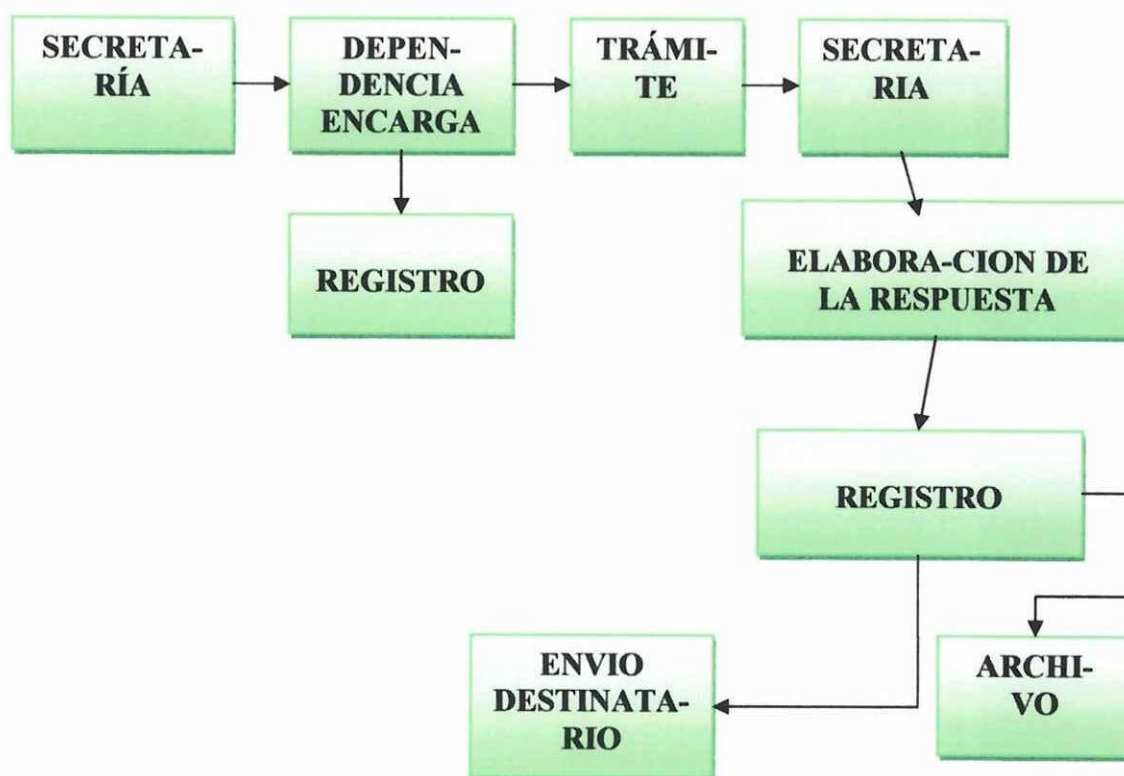 SECRETA-
RÍA
DEPEN-
DENCIA
ENCARGA
TRÁMI-
TE
SECRETA-
RIA
REGISTRO
ELABORA-CION DE
LA RESPUESTA
REGISTRO
ENVIO
DESTINATA-
RIO
ARCHI-
VO